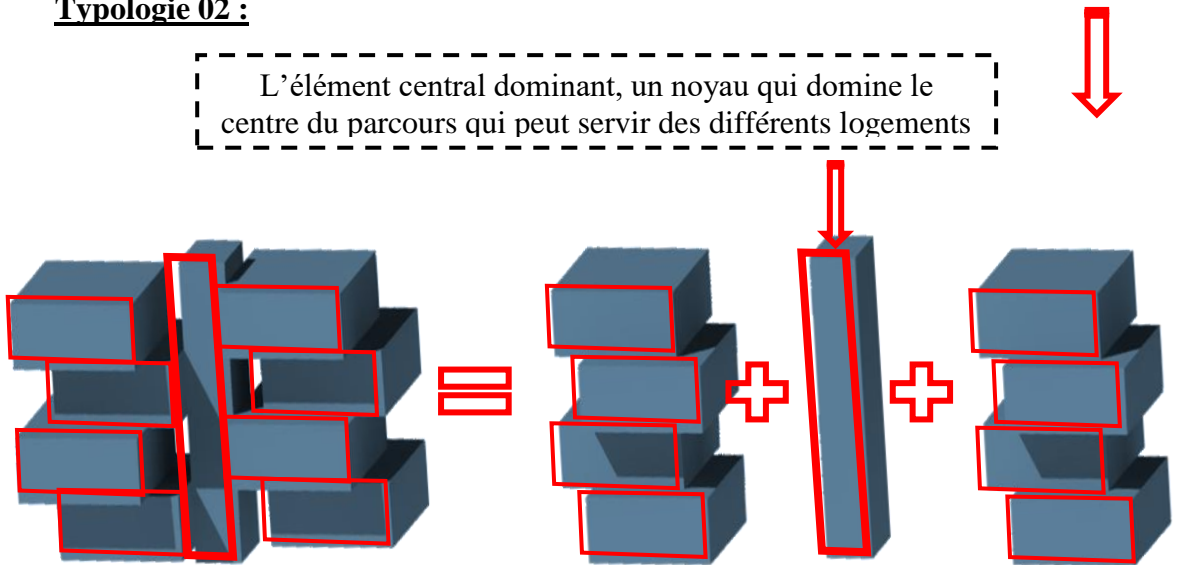 Typologie 02 :
L’élément central dominant, un noyau qui domine le
centre du parcours qui peut servir des différents logements